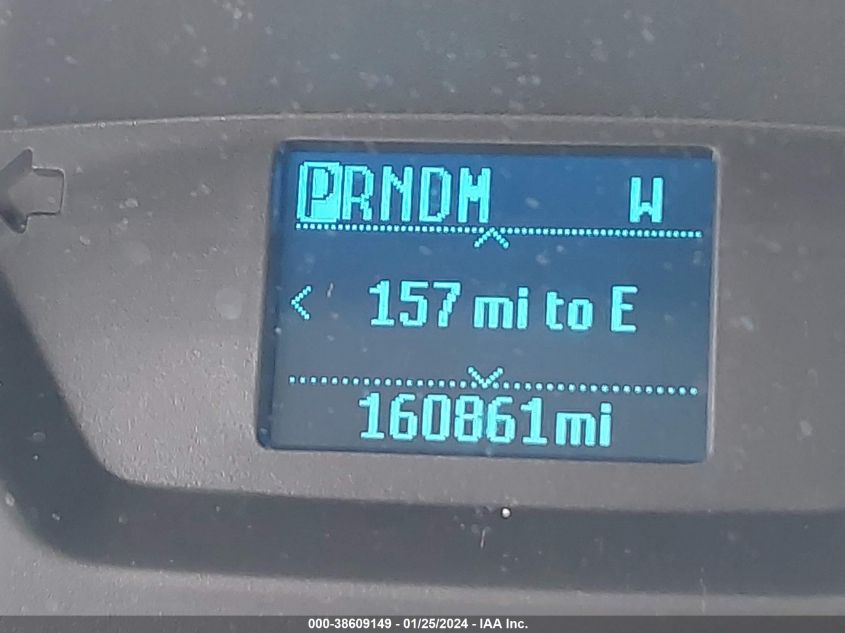 PRNDM W
< 157 mi to E
160861mi
000-38609149 - 01/25/2024 - IAA Inc.